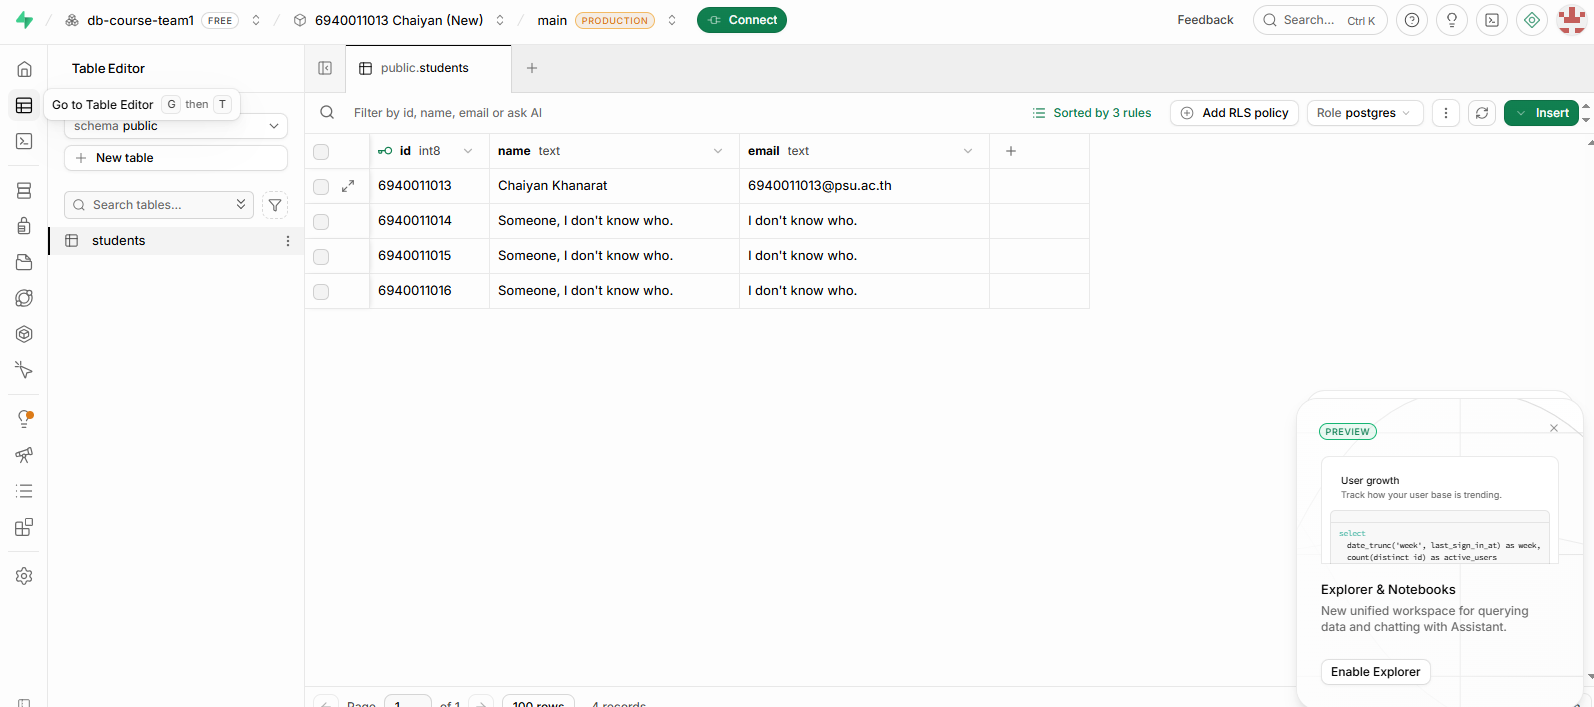 db-course-team1 FREE 6940011013 Chaiyan (New) main PRODUCTION Connect Feedback Search... Ctrl K
Table Editor
public.students
Go to Table Editor G then T
schema public
New table
Search tables...
students
Filter by id, name, email or ask AI
Sorted by 3 rules
Add RLS policy
Role postgres
Insert
id int8 name text email text
6940011013 Chaiyan Khanarat 6940011013@psu.ac.th
6940011014 Someone, I don't know who. I don't know who.
6940011015 Someone, I don't know who. I don't know who.
6940011016 Someone, I don't know who. I don't know who.
PREVIEW
User growth
Track how your user base is trending.
select
date_trunc('week', last_sign_in_at) as week,
count(distinct id) as active_users
Explorer & Notebooks
New unified workspace for querying
data and chatting with Assistant.
Enable Explorer
Page 1 of 1 100 rows 4 records